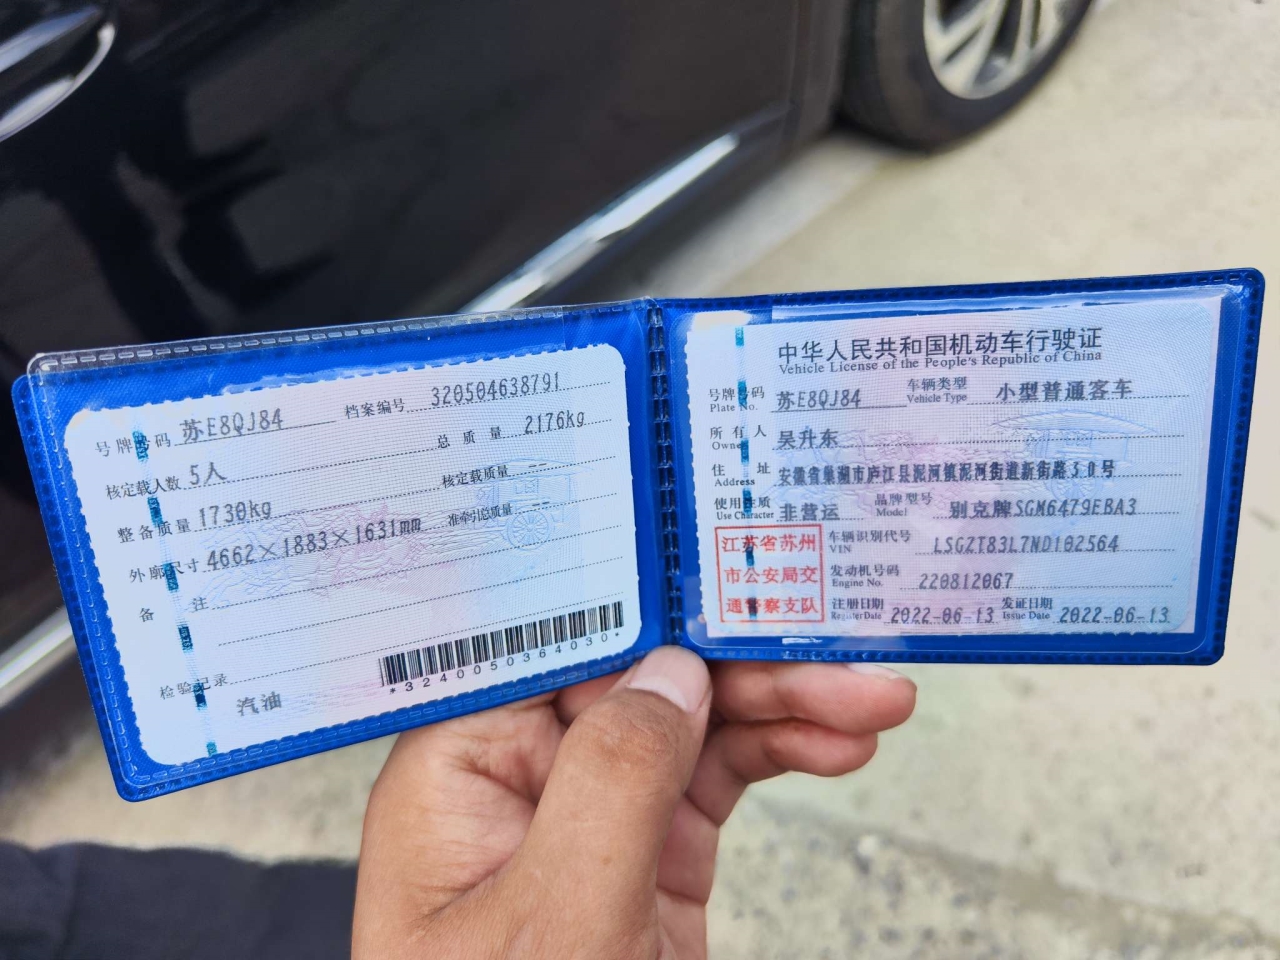 号牌号码 苏E8QJ84 档案编号 320504638791
核定载人数 5人 总质量 2176kg
整备质量 1730kg 核定载质量 --
外廓尺寸 4662×1883×1631mm 准牵引总质量 --
备注
检验记录
*3240050364030*
汽油
中华人民共和国机动车行驶证
Vehicle License of the People's Republic of China
号牌号码 苏E8QJ84 车辆类型 小型普通客车
Plate No. Vehicle Type
所有人 吴升东
Owner
住址 安徽省巢湖市庐江县泥河镇泥河街道新街路30号
Address
使用性质 非营运 品牌型号 别克牌SGM6479EBA3
Use Character Model
江苏省苏州
市公安局交
通警察支队
车辆识别代号 LSGZT83L7ND102564
VIN
发动机号码 220812067
Engine No.
注册日期 2022-06-13 发证日期 2022-06-13
Register Date Issue Date